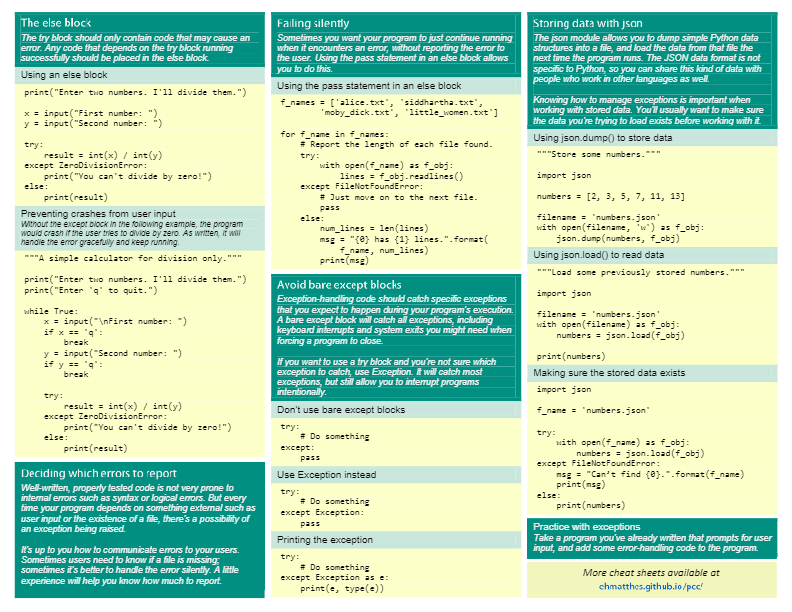 The else block
The try block should only contain code that may cause an
error. Any code that depends on the try block running
successfully should be placed in the else block.
Using an else block
print("Enter two numbers. I'll divide them.")
x = input("First number: ")
y = input("Second number: ")
try:
result = int(x) / int(y)
except ZeroDivisionError:
print("You can't divide by zero!")
else:
print(result)
Preventing crashes from user input
Without the except block in the following example, the program
would crash if the user tries to divide by zero. As written, it will
handle the error gracefully and keep running.
"""A simple calculator for division only."""
print("Enter two numbers. I'll divide them.")
print("Enter 'q' to quit.")
while True:
x = input("\nFirst number: ")
if x == 'q':
break
y = input("Second number: ")
if y == 'q':
break
try:
result = int(x) / int(y)
except ZeroDivisionError:
print("You can't divide by zero!")
else:
print(result)
Deciding which errors to report
Well-written, properly tested code is not very prone to
internal errors such as syntax or logical errors. But every
time your program depends on something external such as
user input or the existence of a file, there's a possibility of
an exception being raised.
It's up to you how to communicate errors to your users.
Sometimes users need to know if a file is missing;
sometimes it's better to handle the error silently. A little
experience will help you know how much to report.
Failing silently
Sometimes you want your program to just continue running
when it encounters an error, without reporting the error to
the user. Using the pass statement in an else block allows
you to do this.
Using the pass statement in an else block
f_names = ['alice.txt', 'siddhartha.txt',
'moby_dick.txt', 'little_women.txt']
for f_name in f_names:
# Report the length of each file found.
try:
with open(f_name) as f_obj:
lines = f_obj.readlines()
except FileNotFoundError:
# Just move on to the next file.
pass
else:
num_lines = len(lines)
msg = "{0} has {1} lines.".format(
f_name, num_lines)
print(msg)
Avoid bare except blocks
Exception-handling code should catch specific exceptions
that you expect to happen during your program's execution.
A bare except block will catch all exceptions, including
keyboard interrupts and system exits you might need when
forcing a program to close.
If you want to use a try block and you're not sure which
exception to catch, use Exception. It will catch most
exceptions, but still allow you to interrupt programs
intentionally.
Don't use bare except blocks
try:
# Do something
except:
pass
Use Exception instead
try:
# Do something
except Exception:
pass
Printing the exception
try:
# Do something
except Exception as e:
print(e, type(e))
Storing data with json
The json module allows you to dump simple Python data
structures into a file, and load the data from that file the
next time the program runs. The JSON data format is not
specific to Python, so you can share this kind of data with
people who work in other languages as well.
Knowing how to manage exceptions is important when
working with stored data. You'll usually want to make sure
the data you're trying to load exists before working with it.
Using json.dump() to store data
"""Store some numbers."""
import json
numbers = [2, 3, 5, 7, 11, 13]
filename = 'numbers.json'
with open(filename, 'w') as f_obj:
json.dump(numbers, f_obj)
Using json.load() to read data
"""Load some previously stored numbers."""
import json
filename = 'numbers.json'
with open(filename) as f_obj:
numbers = json.load(f_obj)
print(numbers)
Making sure the stored data exists
import json
f_name = 'numbers.json'
try:
with open(f_name) as f_obj:
numbers = json.load(f_obj)
except FileNotFoundError:
msg = "Can't find {0}.".format(f_name)
print(msg)
else:
print(numbers)
Practice with exceptions
Take a program you've already written that prompts for user
input, and add some error-handling code to the program.
More cheat sheets available at
ehmatthes.github.io/pcc/